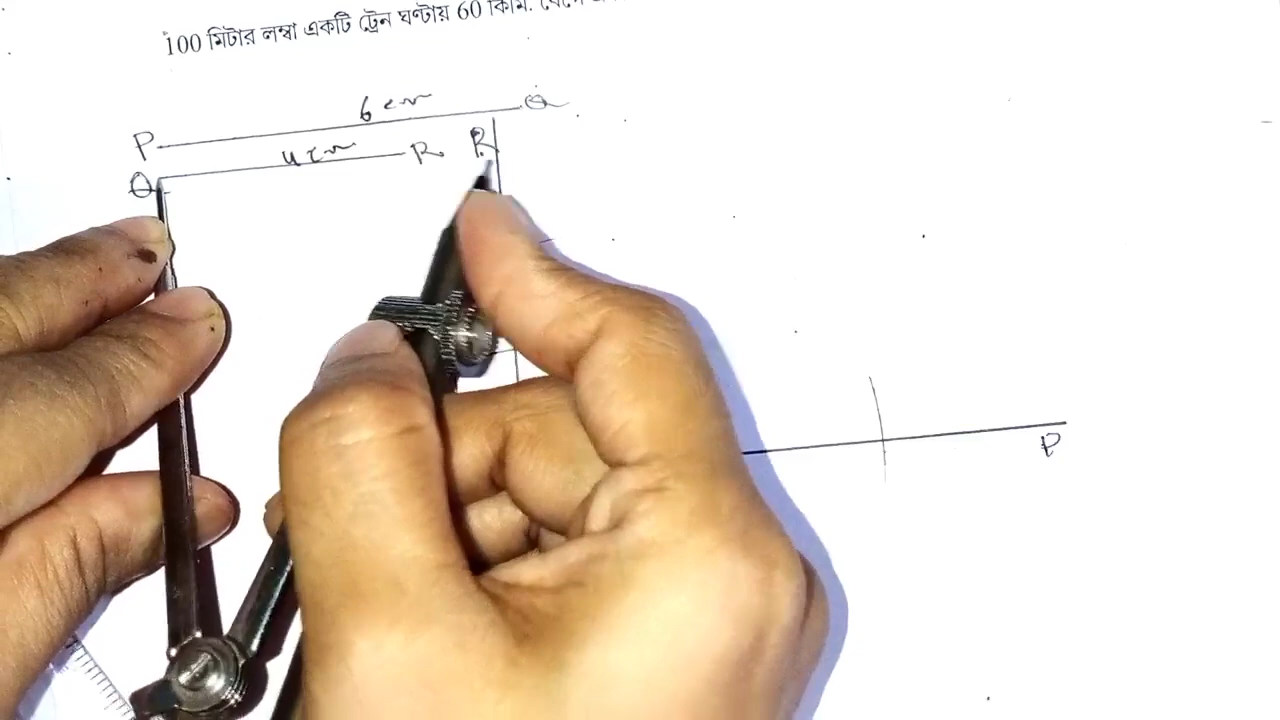 100 মিটার লম্বা একটি ট্রেন ঘণ্টায় 60 কিমি. বেগে
P 6 cm Q
Q 4 cm R
R
P